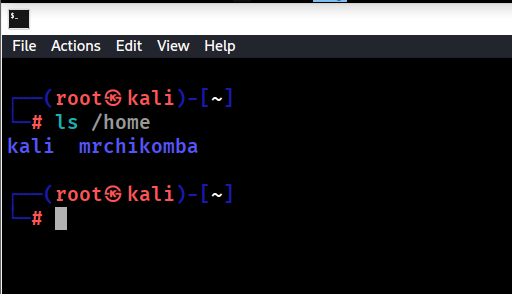 File Actions Edit View Help
┌──(root㉿kali)-[~]
└─# ls /home
kali  mrchikomba
┌──(root㉿kali)-[~]
└─#